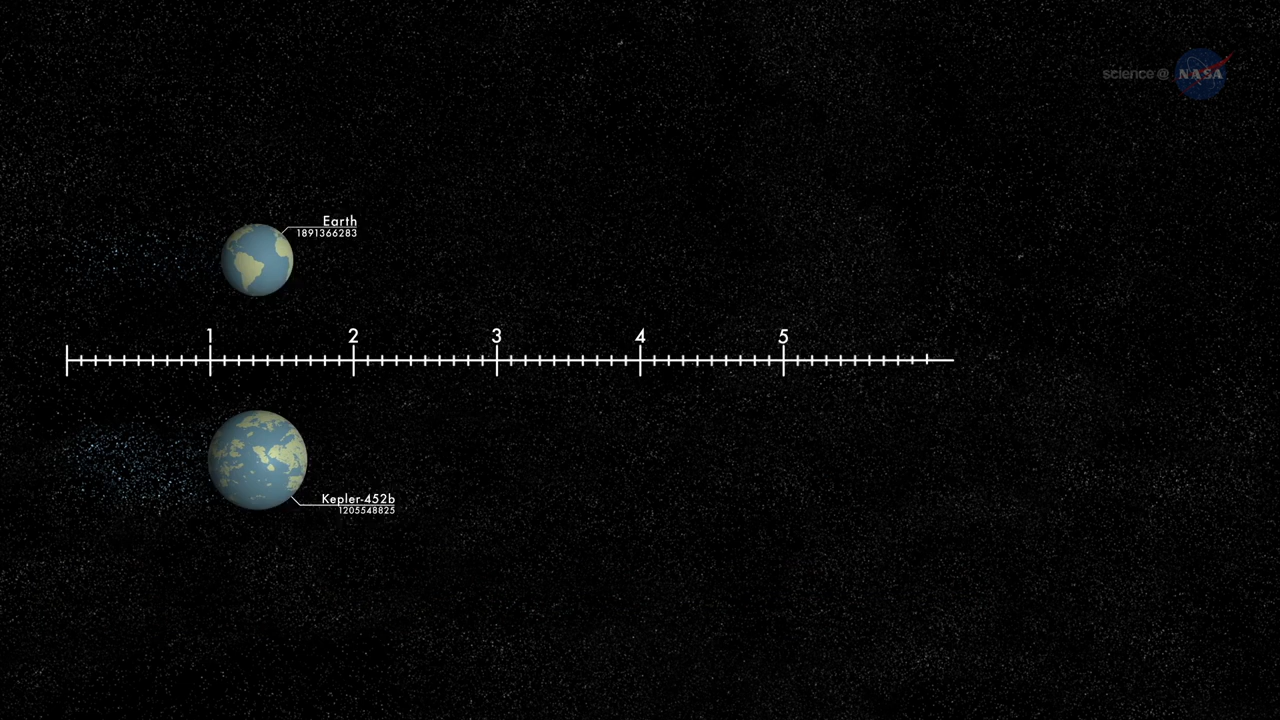 science@ NASA
Earth
1891366283
1 2 3 4 5
Kepler-452b
1205548825